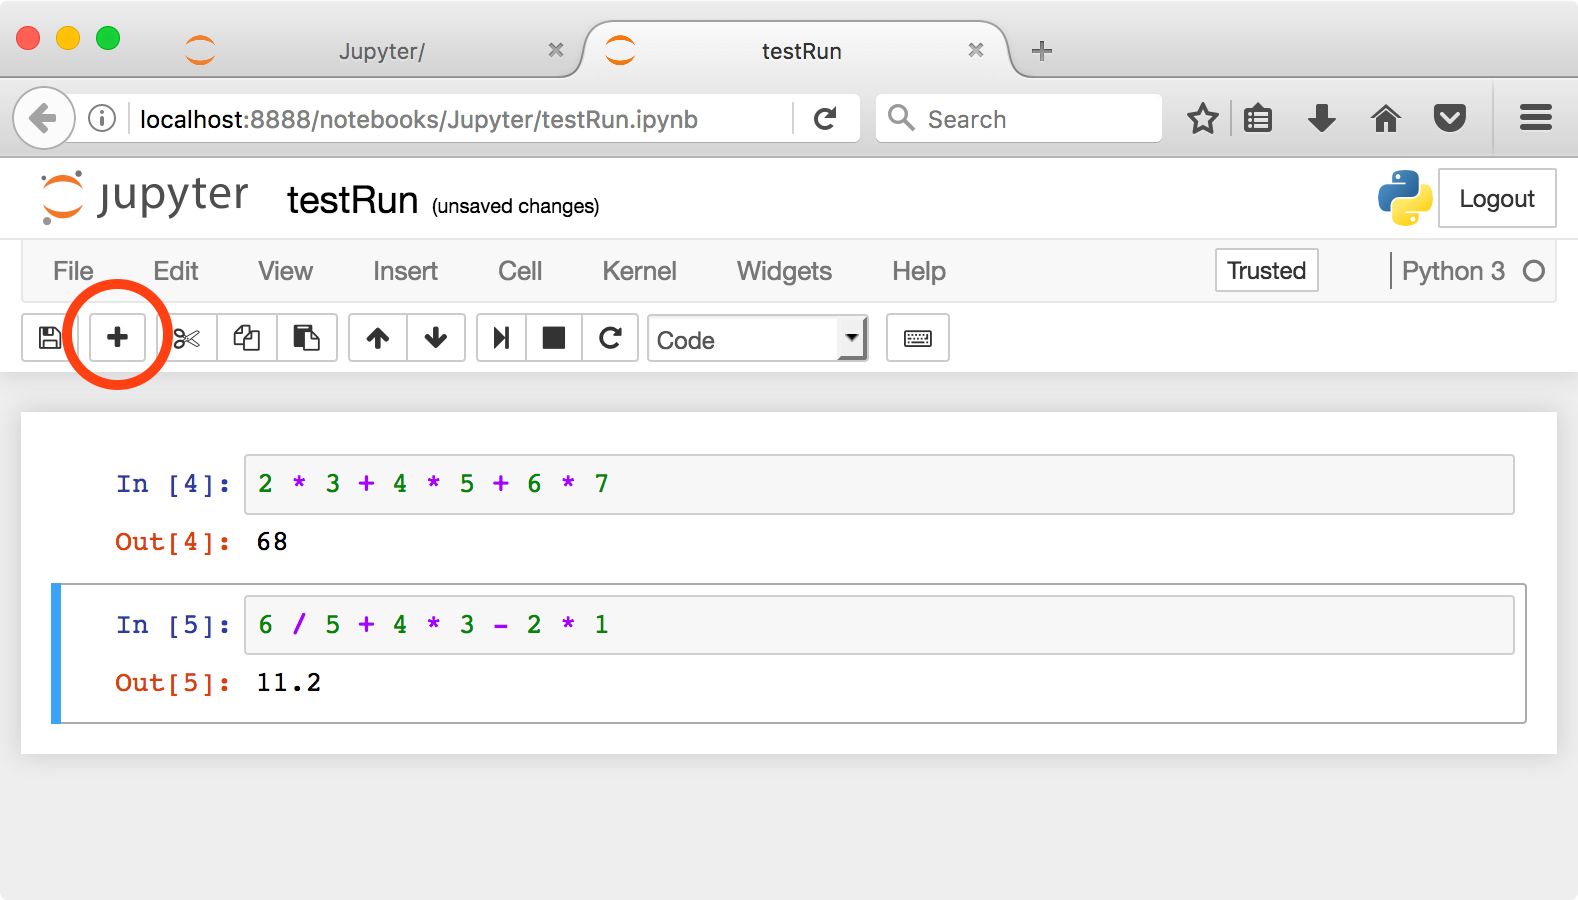 Jupyter/
testRun
localhost:8888/notebooks/Jupyter/testRun.ipynb
Search
jupyter testRun (unsaved changes)
Logout
File Edit View Insert Cell Kernel Widgets Help Trusted Python 3
Code
In [4]: 2 * 3 + 4 * 5 + 6 * 7
Out[4]: 68
In [5]: 6 / 5 + 4 * 3 - 2 * 1
Out[5]: 11.2